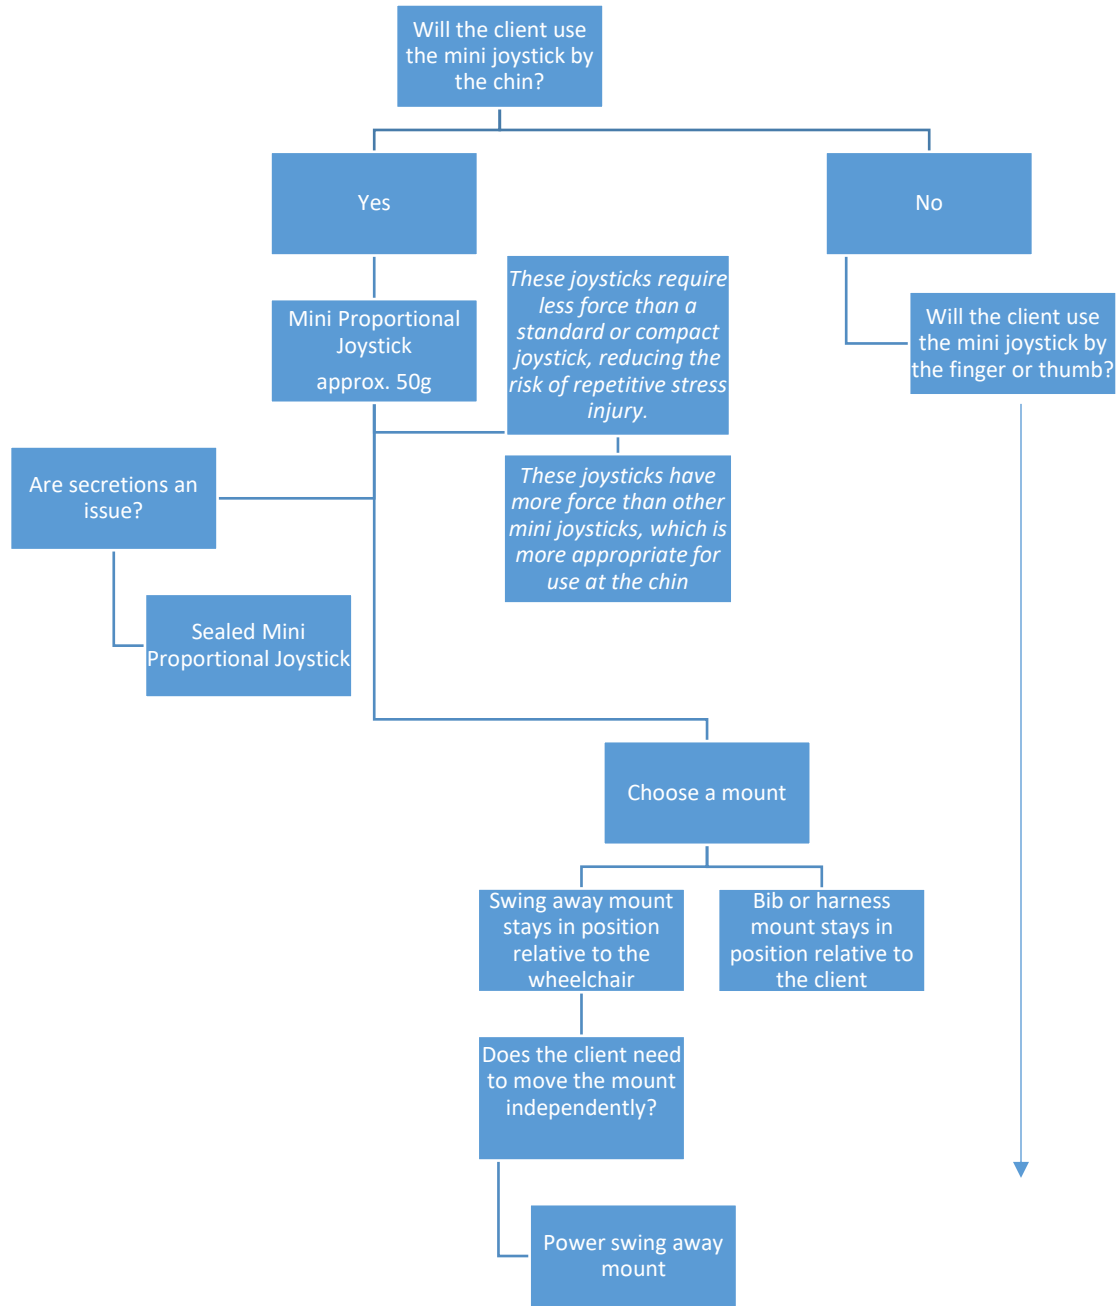 Will the client use
the mini joystick by
the chin?
Yes
No
Mini Proportional
Joystick
approx. 50g
These joysticks require
less force than a
standard or compact
joystick, reducing the
risk of repetitive stress
injury.
Will the client use
the mini joystick by
the finger or thumb?
Are secretions an
issue?
These joysticks have
more force than other
mini joysticks, which is
more appropriate for
use at the chin
Sealed Mini
Proportional Joystick
Choose a mount
Swing away mount
stays in position
relative to the
wheelchair
Bib or harness
mount stays in
position relative to
the client
Does the client need
to move the mount
independently?
Power swing away
mount